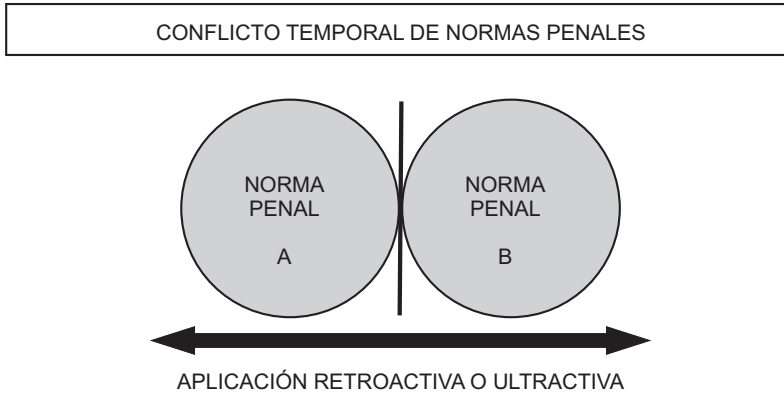 CONFLICTO TEMPORAL DE NORMAS PENALES
NORMA
PENAL
A
NORMA
PENAL
B
APLICACIÓN RETROACTIVA O ULTRACTIVA